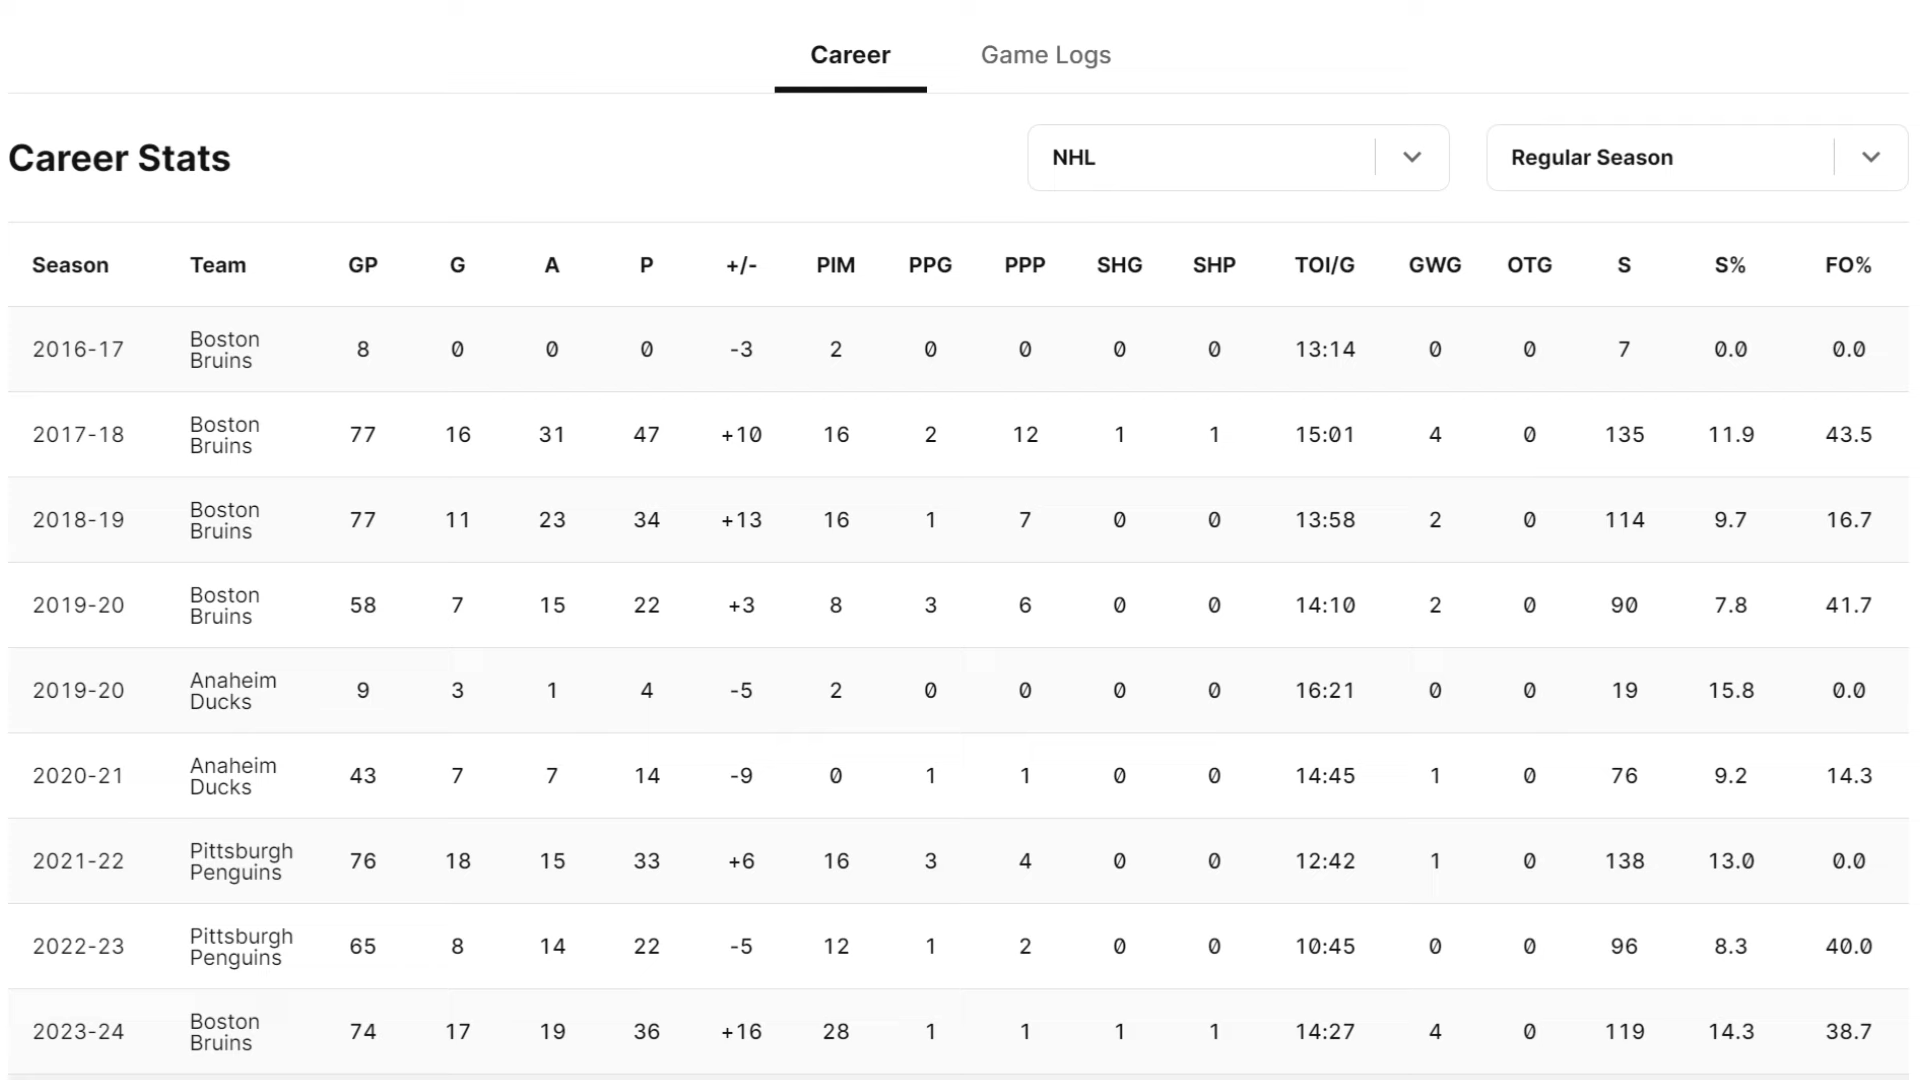 Career Game Logs
Career Stats NHL Regular Season
Season Team GP G A P +/- PIM PPG PPP SHG SHP TOI/G GWG OTG S S% FO%
2016-17 Boston Bruins 8 0 0 0 -3 2 0 0 0 0 13:14 0 0 7 0.0 0.0
2017-18 Boston Bruins 77 16 31 47 +10 16 2 12 1 1 15:01 4 0 135 11.9 43.5
2018-19 Boston Bruins 77 11 23 34 +13 16 1 7 0 0 13:58 2 0 114 9.7 16.7
2019-20 Boston Bruins 58 7 15 22 +3 8 3 6 0 0 14:10 2 0 90 7.8 41.7
2019-20 Anaheim Ducks 9 3 1 4 -5 2 0 0 0 0 16:21 0 0 19 15.8 0.0
2020-21 Anaheim Ducks 43 7 7 14 -9 0 1 1 0 0 14:45 1 0 76 9.2 14.3
2021-22 Pittsburgh Penguins 76 18 15 33 +6 16 3 4 0 0 12:42 1 0 138 13.0 0.0
2022-23 Pittsburgh Penguins 65 8 14 22 -5 12 1 2 0 0 10:45 0 0 96 8.3 40.0
2023-24 Boston Bruins 74 17 19 36 +16 28 1 1 1 1 14:27 4 0 119 14.3 38.7